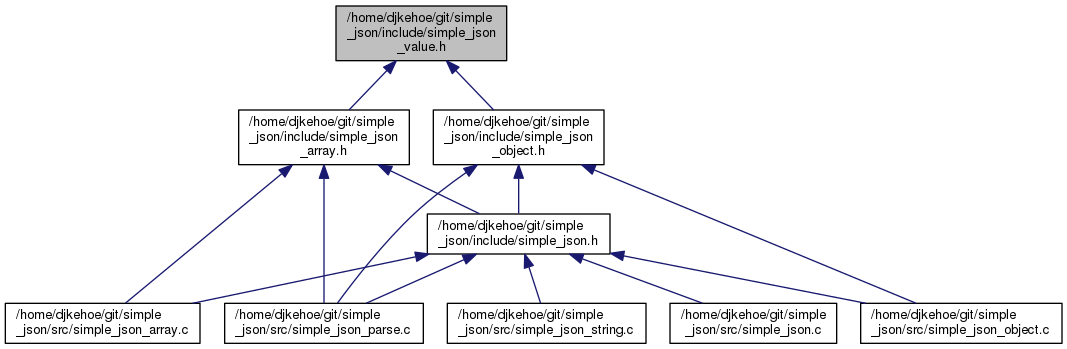 /home/djkehoe/git/simple
_json/include/simple_json
_value.h
/home/djkehoe/git/simple
_json/include/simple_json
_array.h
/home/djkehoe/git/simple
_json/include/simple_json
_object.h
/home/djkehoe/git/simple
_json/include/simple_json.h
/home/djkehoe/git/simple
_json/src/simple_json_array.c
/home/djkehoe/git/simple
_json/src/simple_json_parse.c
/home/djkehoe/git/simple
_json/src/simple_json_string.c
/home/djkehoe/git/simple
_json/src/simple_json.c
/home/djkehoe/git/simple
_json/src/simple_json_object.c